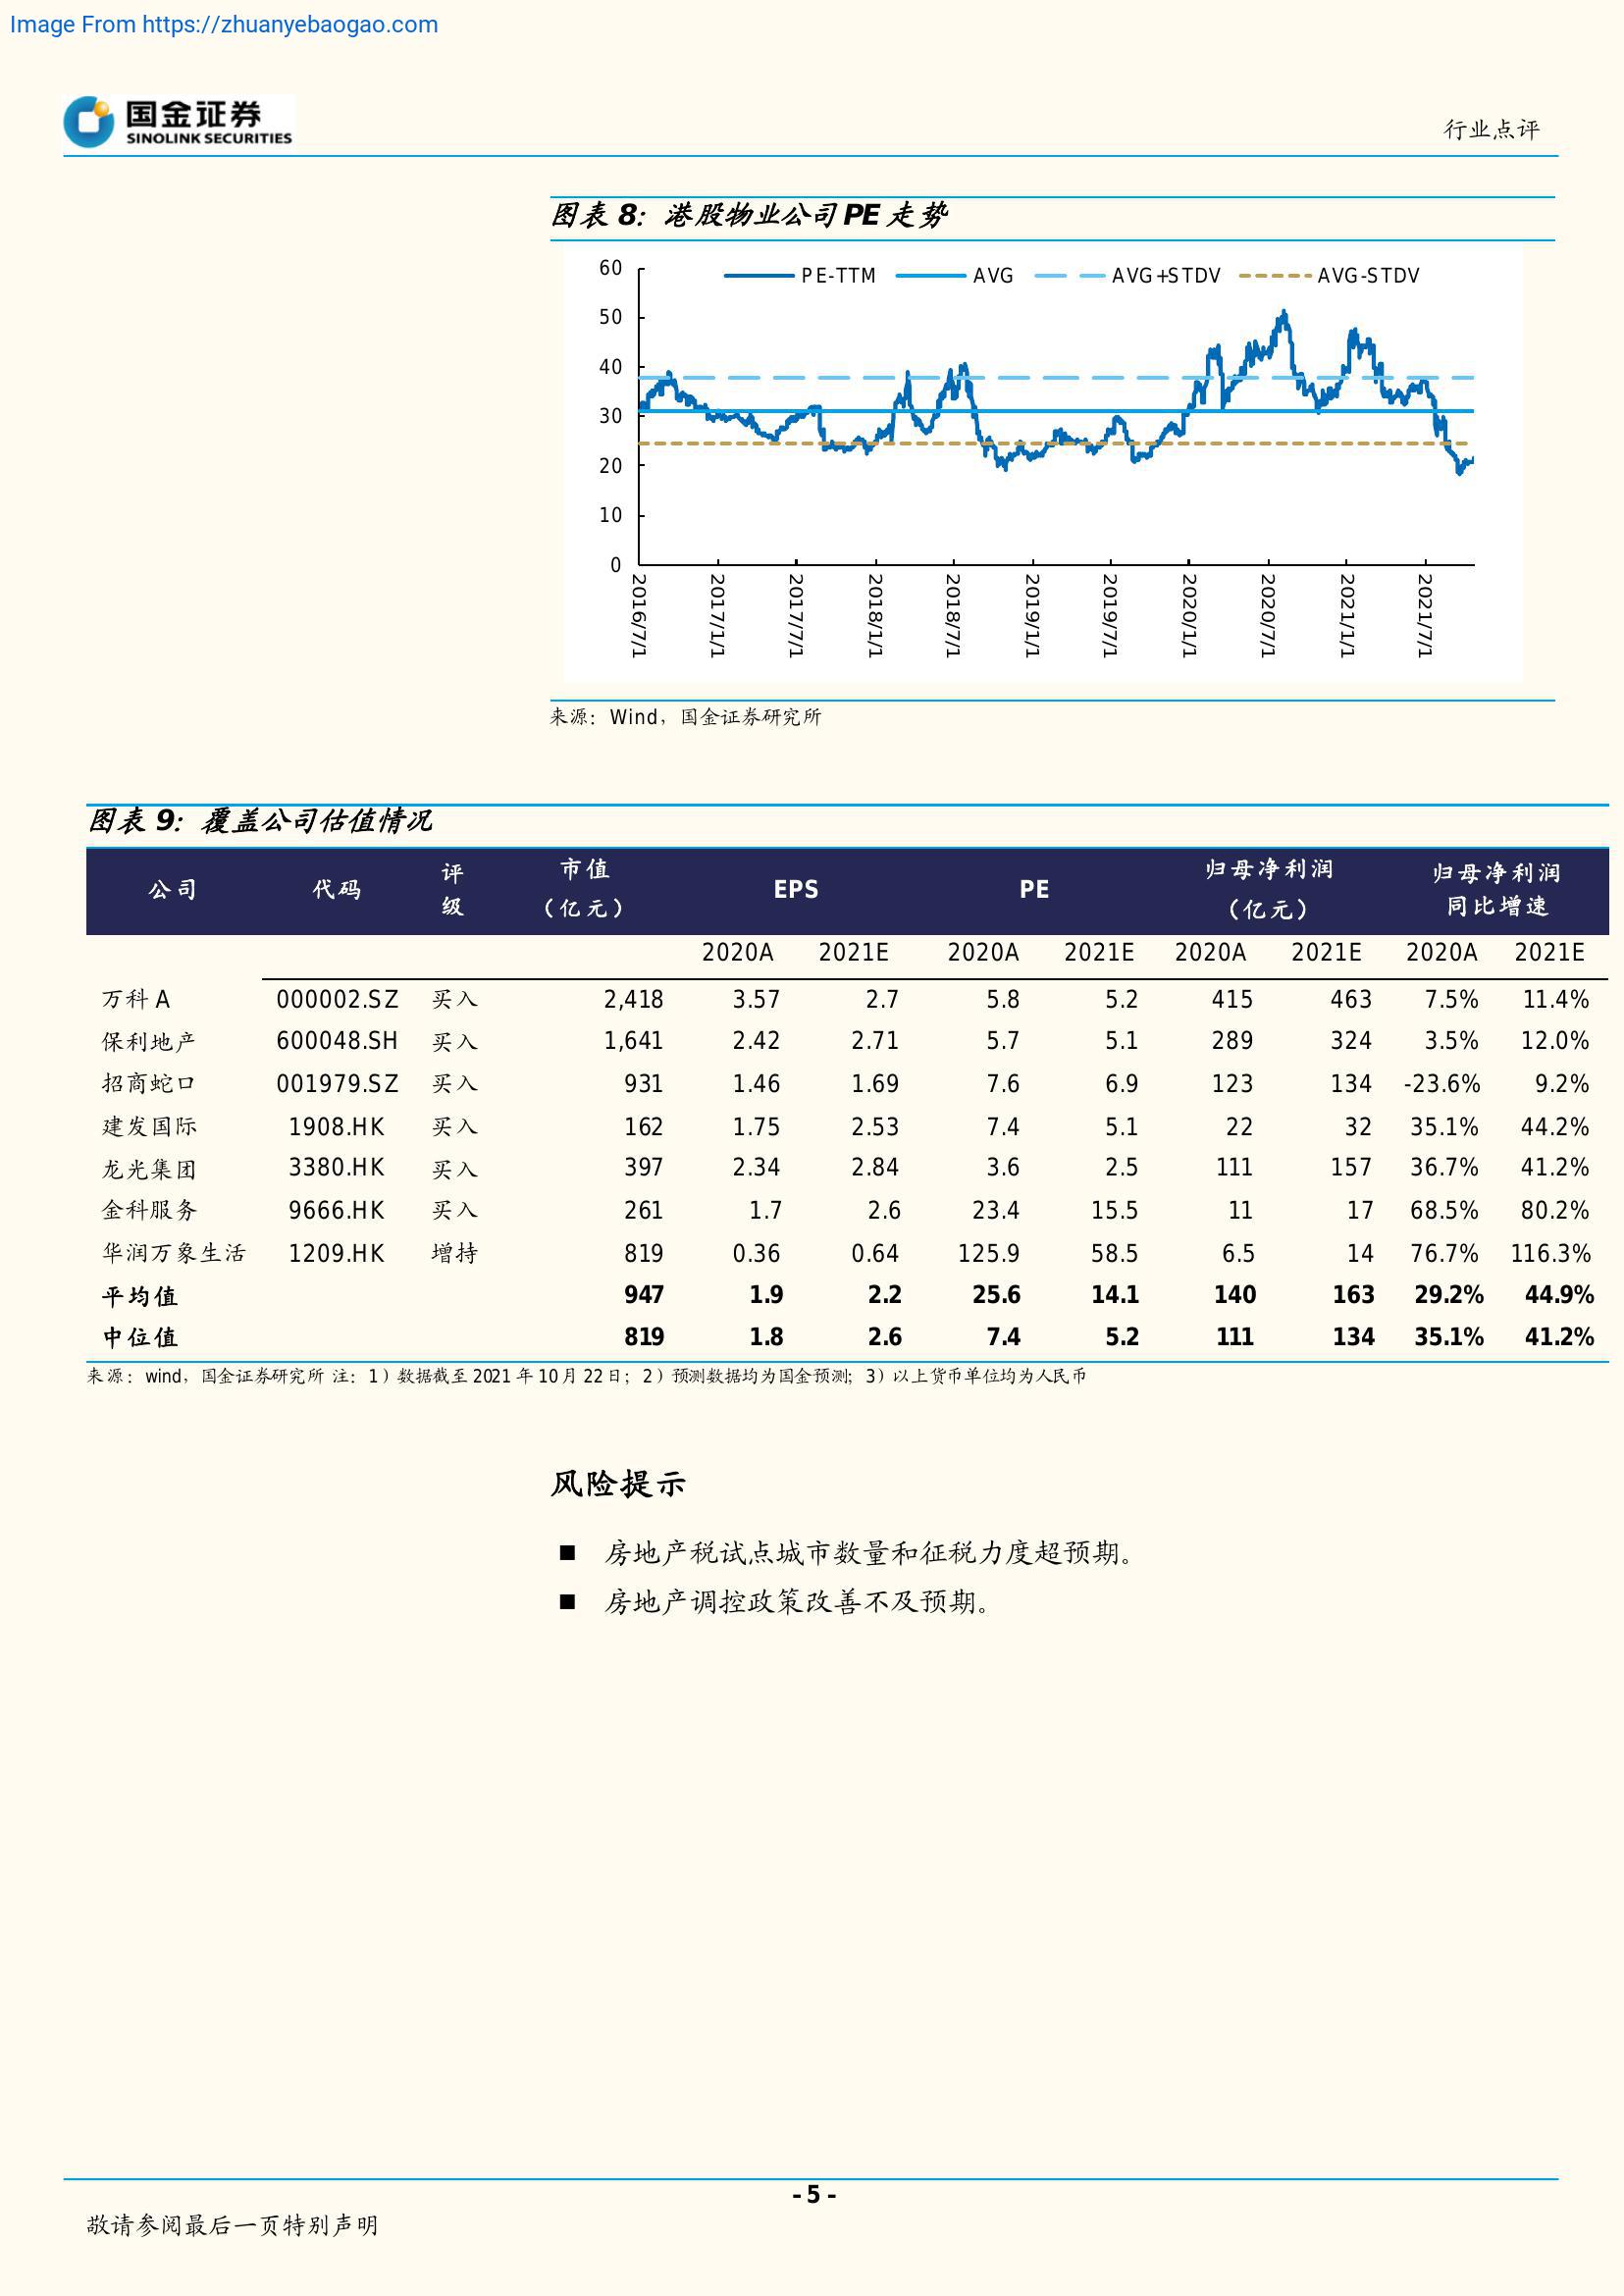 Image From https://zhuanyebaogao.com
国金证券
SINOLINK SECURITIES
行业点评
图表 8：港股物业公司 PE 走势
PE-TTM AVG AVG+STDV AVG-STDV
60
50
40
30
20
10
0
2016/7/1 2017/1/1 2017/7/1 2018/1/1 2018/7/1 2019/1/1 2019/7/1 2020/1/1 2020/7/1 2021/1/1 2021/7/1
来源：Wind，国金证券研究所
图表 9：覆盖公司估值情况
公司 代码 评级 市值（亿元） EPS PE 归母净利润（亿元） 归母净利润同比增速
2020A 2021E 2020A 2021E 2020A 2021E 2020A 2021E
万科 A 000002.SZ 买入 2,418 3.57 2.7 5.8 5.2 415 463 7.5% 11.4%
保利地产 600048.SH 买入 1,641 2.42 2.71 5.7 5.1 289 324 3.5% 12.0%
招商蛇口 001979.SZ 买入 931 1.46 1.69 7.6 6.9 123 134 -23.6% 9.2%
建发国际 1908.HK 买入 162 1.75 2.53 7.4 5.1 22 32 35.1% 44.2%
龙光集团 3380.HK 买入 397 2.34 2.84 3.6 2.5 111 157 36.7% 41.2%
金科服务 9666.HK 买入 261 1.7 2.6 23.4 15.5 11 17 68.5% 80.2%
华润万象生活 1209.HK 增持 819 0.36 0.64 125.9 58.5 6.5 14 76.7% 116.3%
平均值 947 1.9 2.2 25.6 14.1 140 163 29.2% 44.9%
中位值 819 1.8 2.6 7.4 5.2 111 134 35.1% 41.2%
来源：wind，国金证券研究所 注：1）数据截至 2021 年 10 月 22 日；2）预测数据均为国金预测；3）以上货币单位均为人民币
风险提示
■ 房地产税试点城市数量和征税力度超预期。
■ 房地产调控政策改善不及预期。
- 5 -
敬请参阅最后一页特别声明